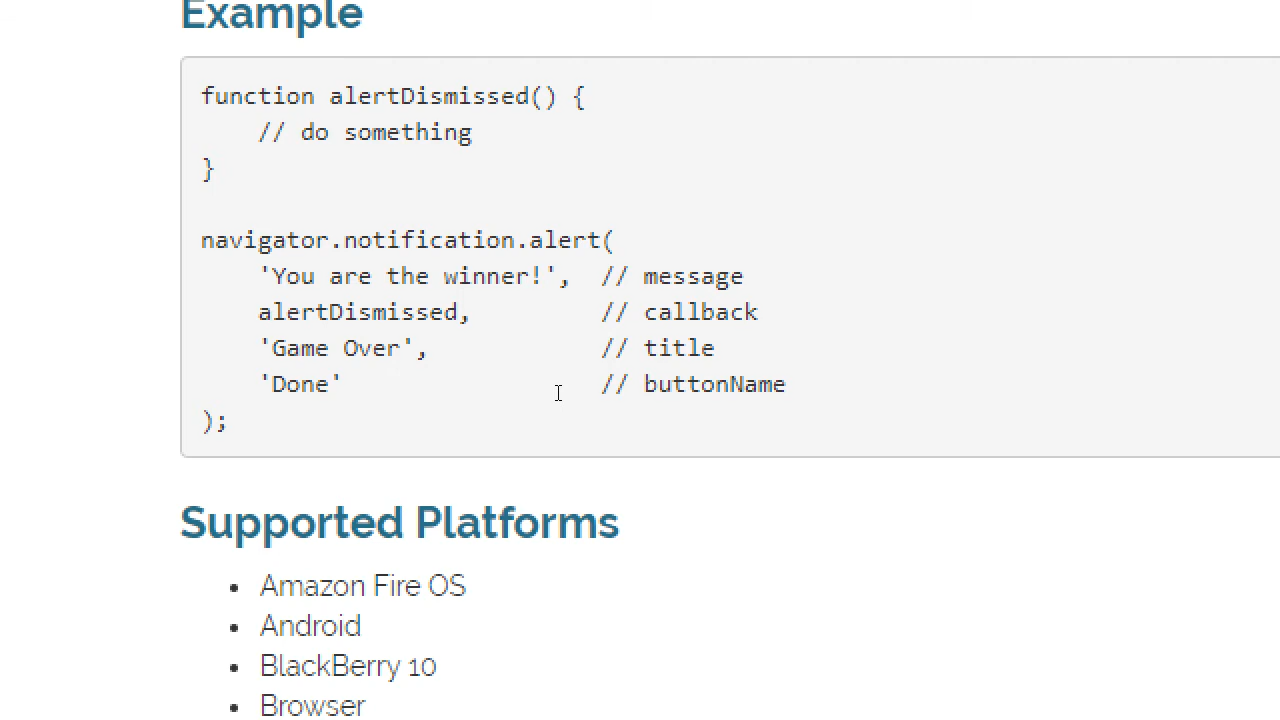 Example
function alertDismissed() {
    // do something
}
navigator.notification.alert(
    'You are the winner!',  // message
    alertDismissed,         // callback
    'Game Over',            // title
    'Done'                  // buttonName
);
Supported Platforms
• Amazon Fire OS
• Android
• BlackBerry 10
• Browser